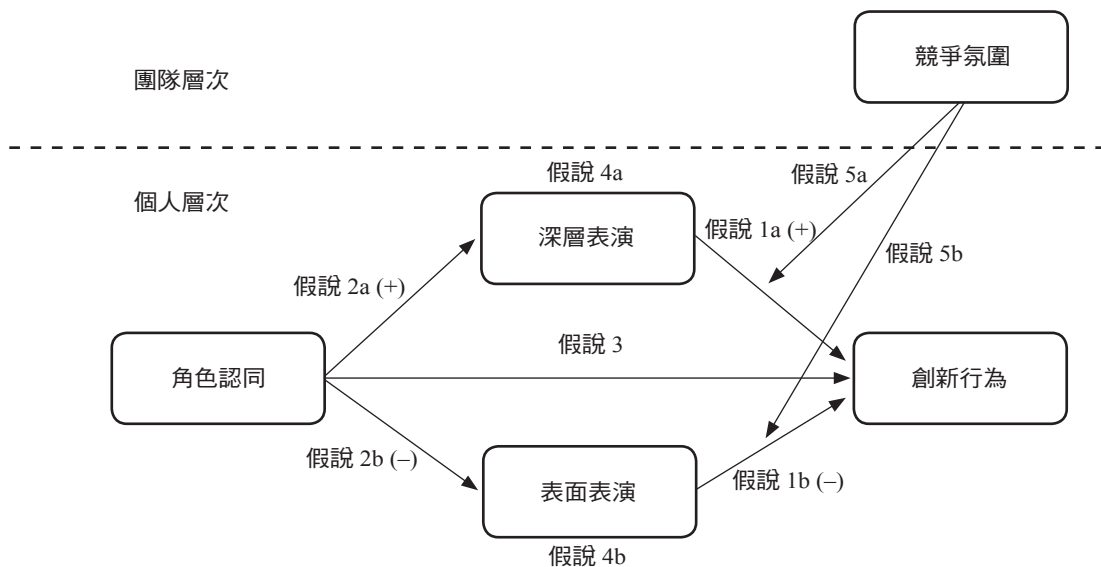 競爭氛圍
團隊層次
假說 4a
假說 5a
個人層次
深層表演
假說 1a (+)
假說 5b
假說 2a (+)
假說 3
角色認同
創新行為
假說 2b (–)
表面表演
假說 1b (–)
假說 4b